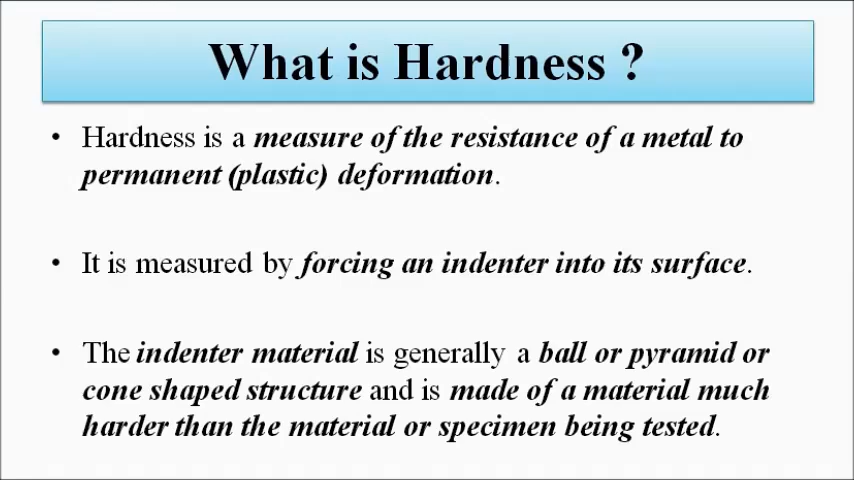 What is Hardness ?
• Hardness is a measure of the resistance of a metal to
permanent (plastic) deformation.
• It is measured by forcing an indenter into its surface.
• The indenter material is generally a ball or pyramid or
cone shaped structure and is made of a material much
harder than the material or specimen being tested.